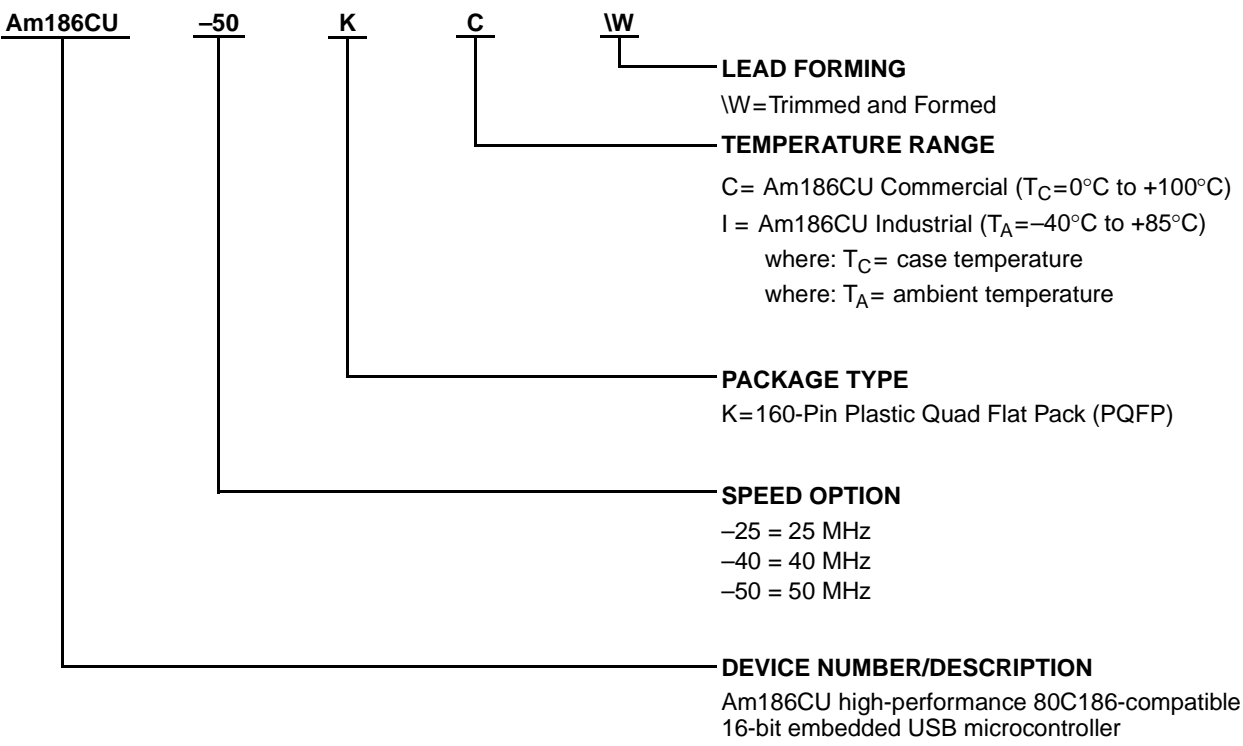 Am186CU –50 K C \W
LEAD FORMING
\W=Trimmed and Formed
TEMPERATURE RANGE
C= Am186CU Commercial (TC=0°C to +100°C)
I = Am186CU Industrial (TA=–40°C to +85°C)
where: TC= case temperature
where: TA= ambient temperature
PACKAGE TYPE
K=160-Pin Plastic Quad Flat Pack (PQFP)
SPEED OPTION
–25 = 25 MHz
–40 = 40 MHz
–50 = 50 MHz
DEVICE NUMBER/DESCRIPTION
Am186CU high-performance 80C186-compatible
16-bit embedded USB microcontroller